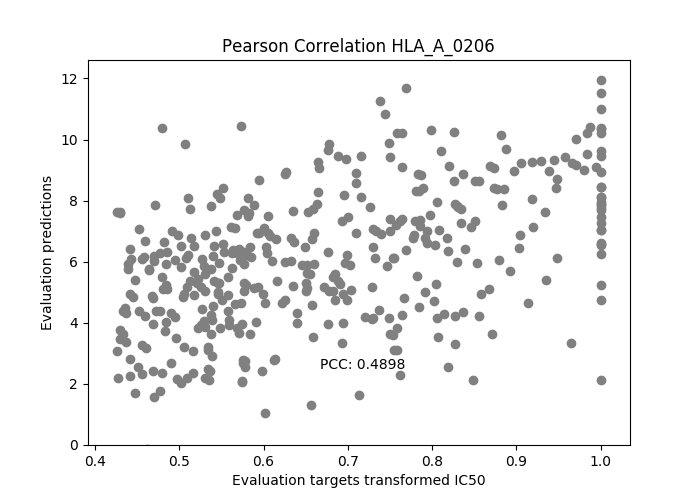 Pearson Correlation HLA_A_0206
Evaluation predictions
12
10
8
6
4
2
0
PCC: 0.4898
0.4 0.5 0.6 0.7 0.8 0.9 1.0
Evaluation targets transformed IC50